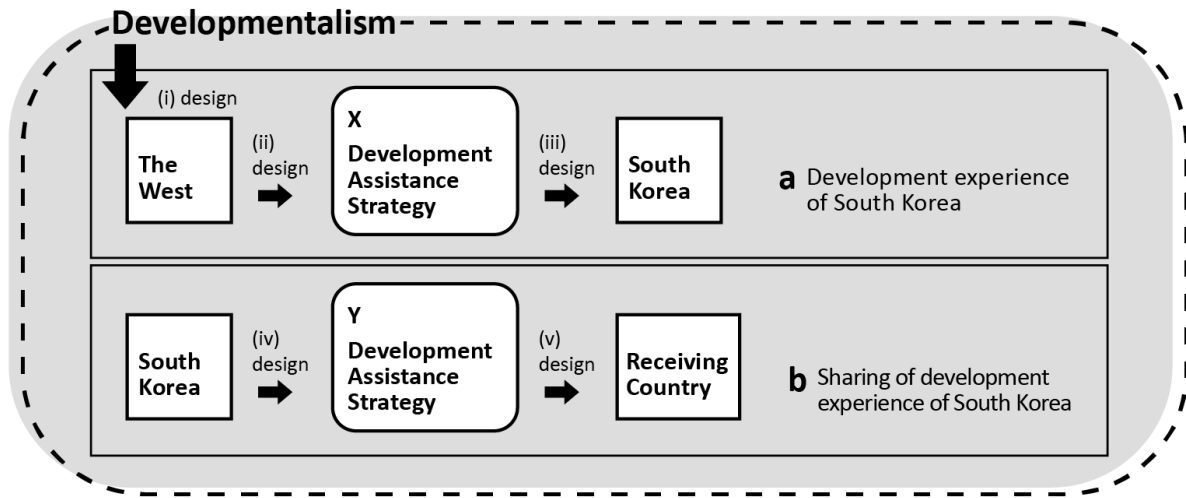 Developmentalism
(i) design
The
West
(ii)
design
X
Development
Assistance
Strategy
(iii)
design
South
Korea
a Development experience
of South Korea
South
Korea
(iv)
design
Y
Development
Assistance
Strategy
(v)
design
Receiving
Country
b Sharing of development
experience of South Korea